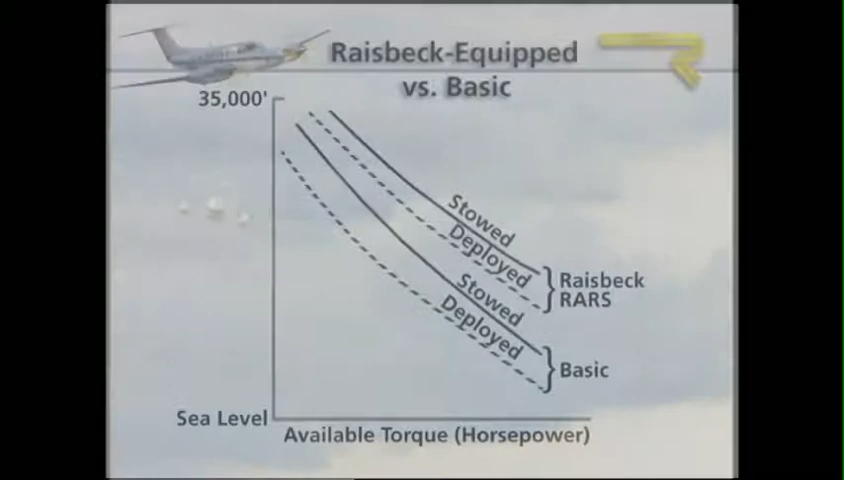 Raisbeck-Equipped
vs. Basic
35,000'
Stowed
Deployed
Stowed
Deployed
Raisbeck
RARS
Basic
Sea Level
Available Torque (Horsepower)